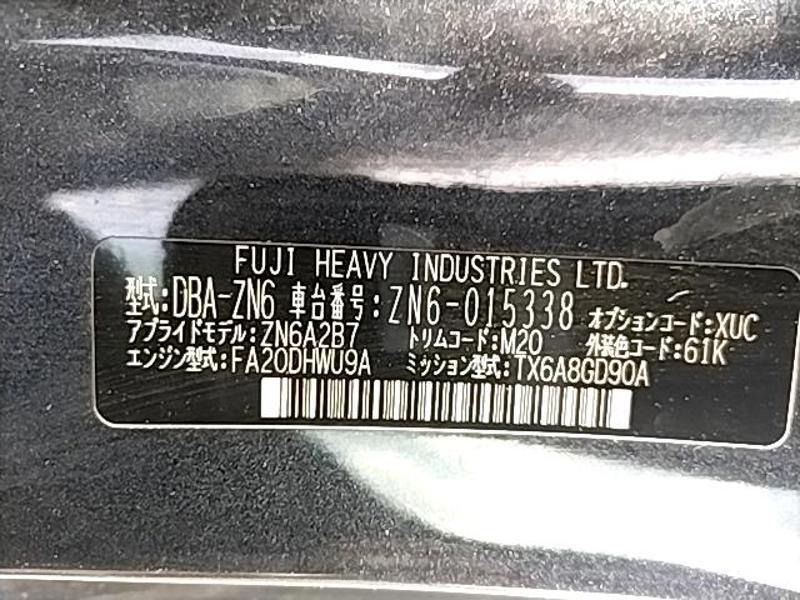 FUJI HEAVY INDUSTRIES LTD.
型式:DBA-ZN6 車台番号:ZN6-015338 オプションコード:XUC
アプライドモデル:ZN6A2B7 トリムコード:M20 外装色コード:61K
エンジン型式:FA20DHWU9A ミッション型式:TX6A8GD90A